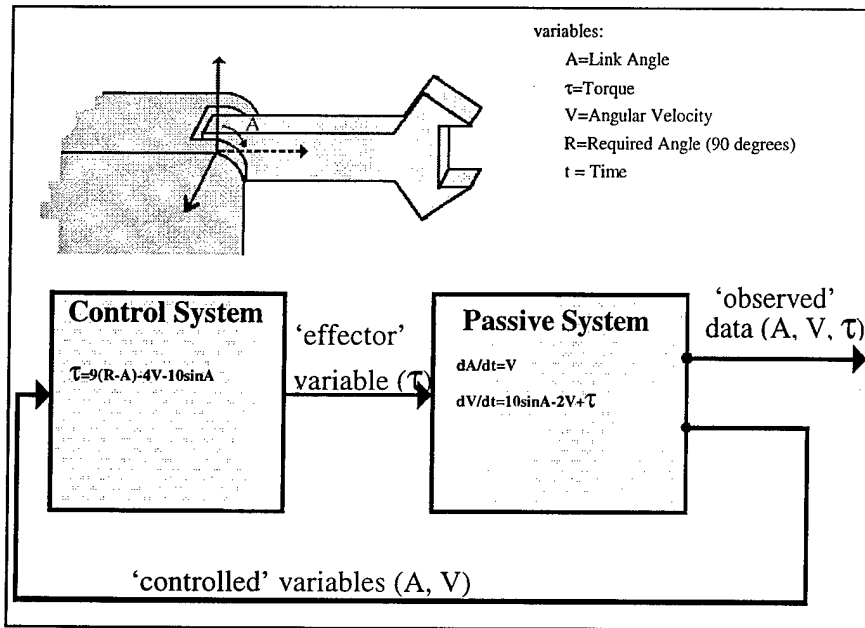 variables:
A=Link Angle
τ=Torque
V=Angular Velocity
R=Required Angle (90 degrees)
t = Time
A
Control System
τ=9(R-A)-4V-10sinA
‘effector’
variable (τ)
Passive System
dA/dt=V
dV/dt=10sinA-2V+τ
‘observed’
data (A, V, τ)
‘controlled’ variables (A, V)